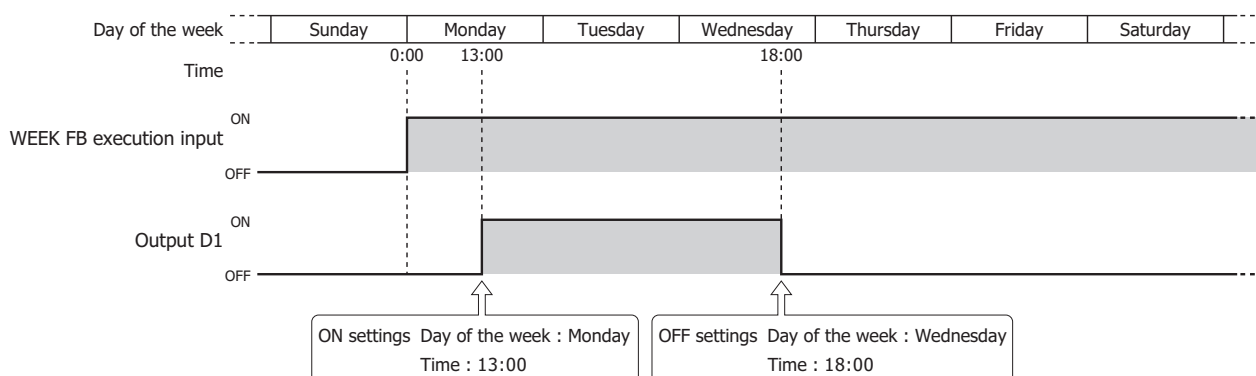 Day of the week Sunday Monday Tuesday Wednesday Thursday Friday Saturday
Time 0:00 13:00 18:00
ON
WEEK FB execution input
OFF
ON
Output D1
OFF
ON settings Day of the week : Monday
Time : 13:00
OFF settings Day of the week : Wednesday
Time : 18:00